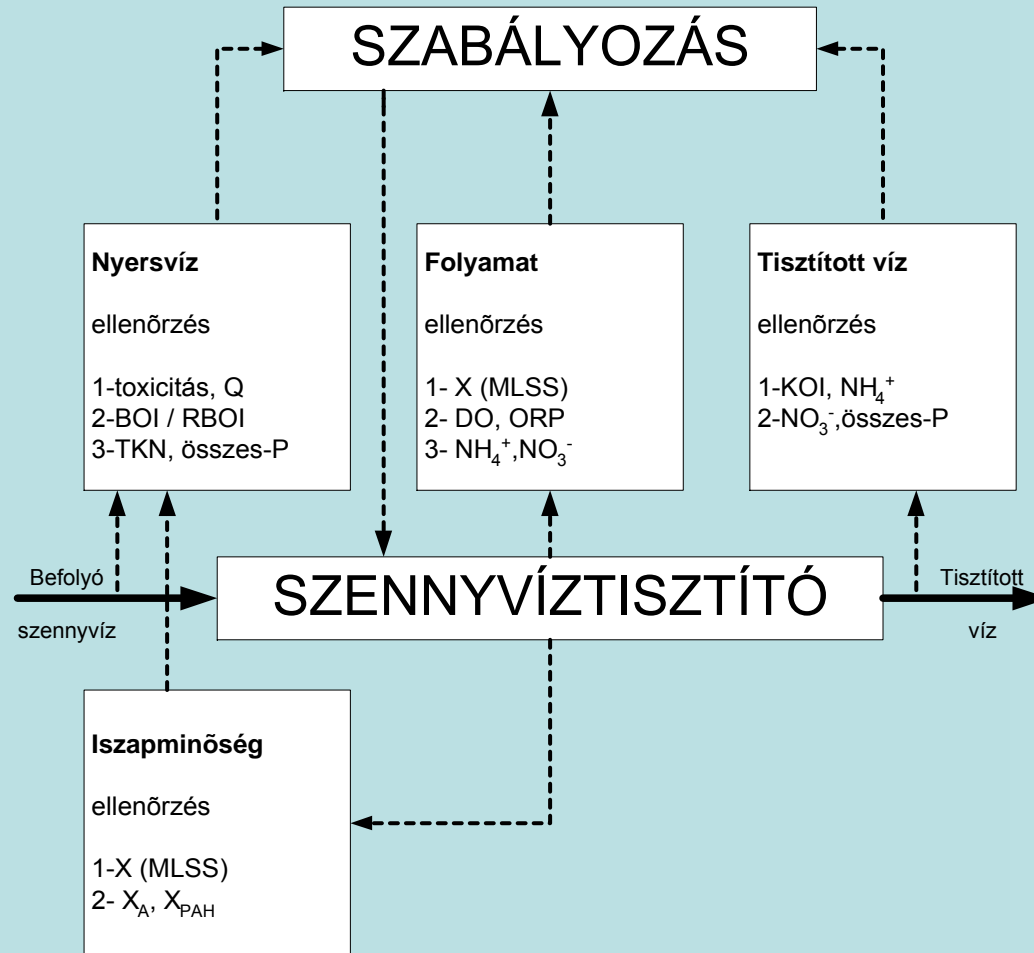 SZABÁLYOZÁS
Nyersvíz
ellenõrzés
1-toxicitás, Q
2-BOI / RBOI
3-TKN, összes-P
Folyamat
ellenõrzés
1- X (MLSS)
2- DO, ORP
3- NH₄⁺,NO₃⁻
Tisztított víz
ellenõrzés
1-KOI, NH₄⁺
2-NO₃⁻,összes-P
Befolyó
szennyvíz
SZENNYVÍZTISZTÍTÓ
Tisztított
víz
Iszapminõség
ellenõrzés
1-X (MLSS)
2- X_A, X_PAH